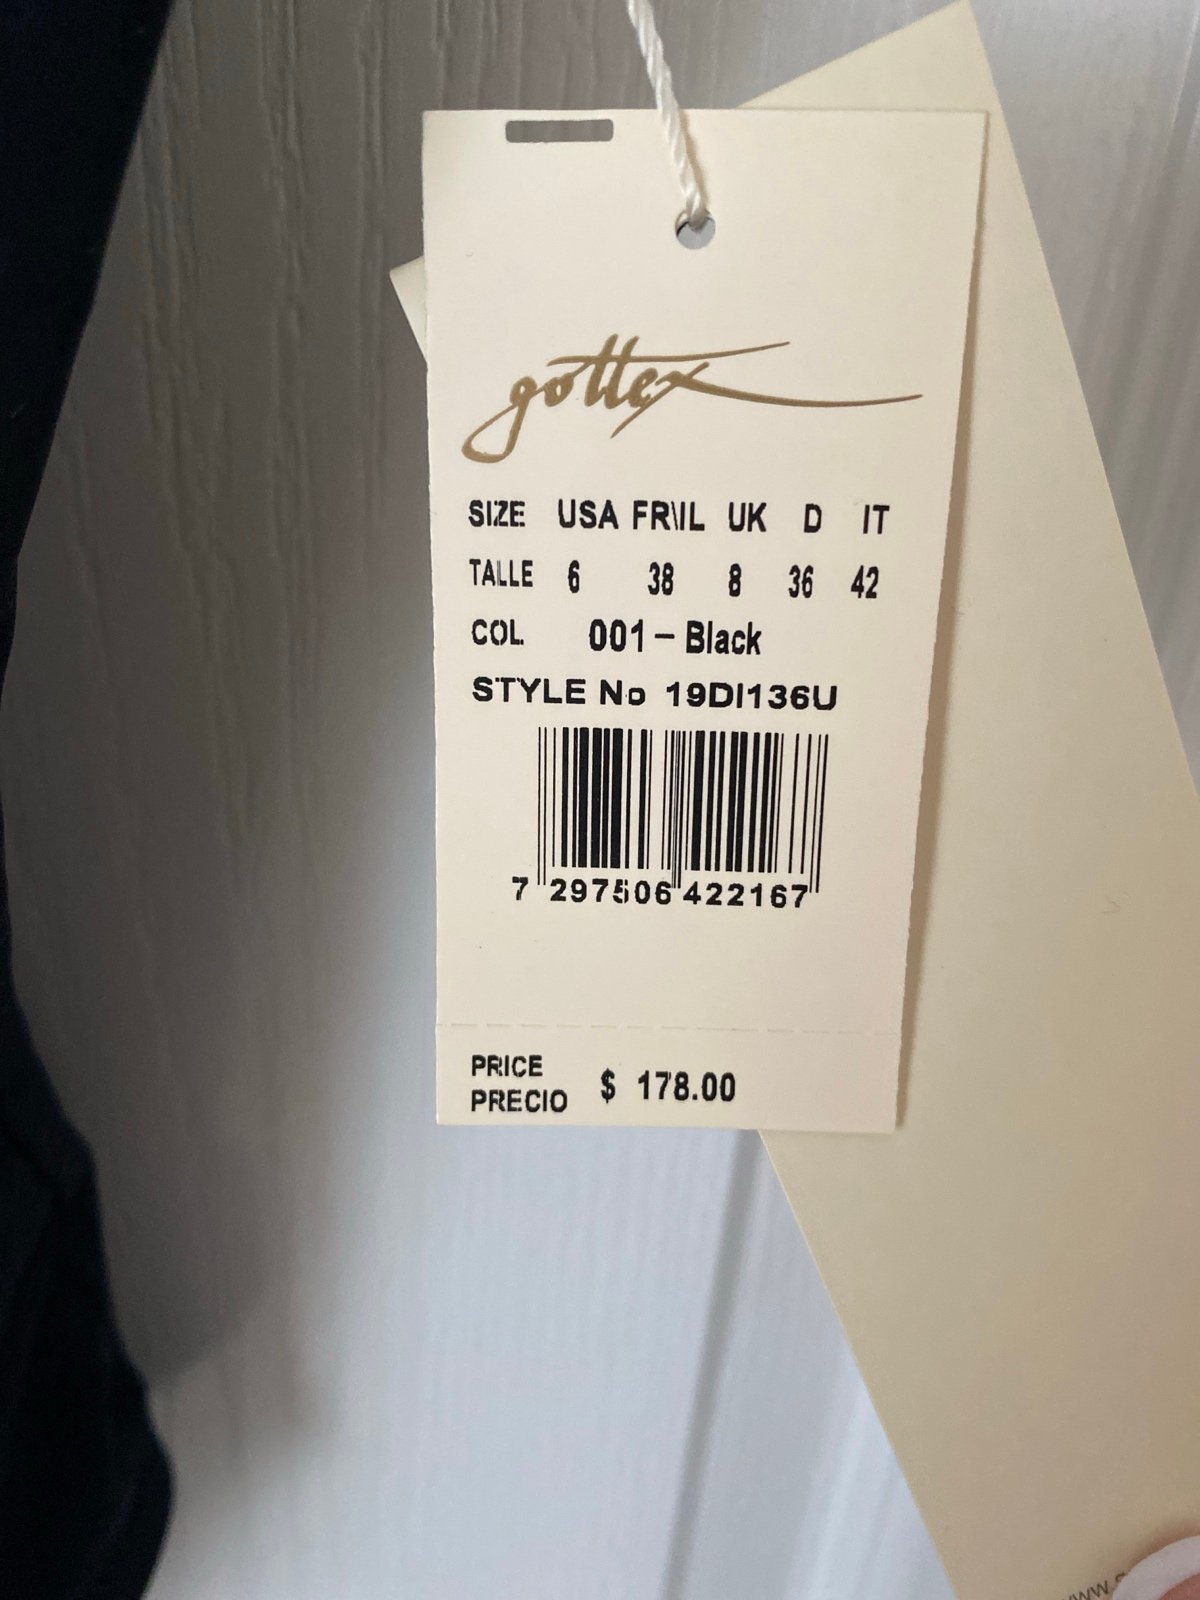 gottex
SIZE USA FR\IL UK D IT
TALLE 6 38 8 36 42
COL. 001 – Black
STYLE No 19DI136U
7 297506 422167
PRICE
PRECIO $ 178.00
www.g